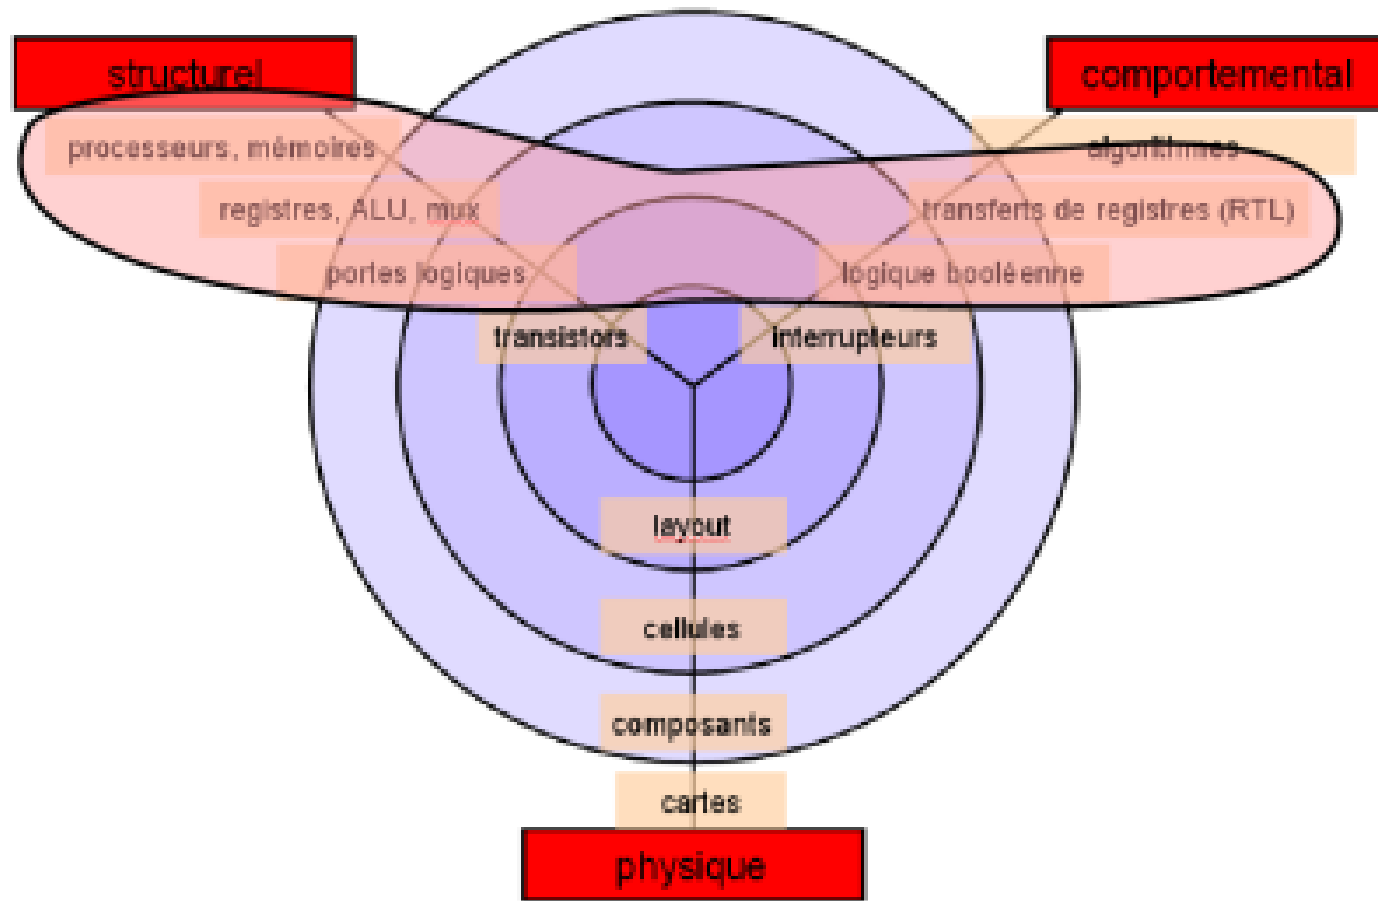 structurel
comportemental
processeurs, mémoires
algorithmes
registres, ALU, mux
transferts de registres (RTL)
portes logiques
logique booléenne
transistors
interrupteurs
layout
cellules
composants
cartes
physique